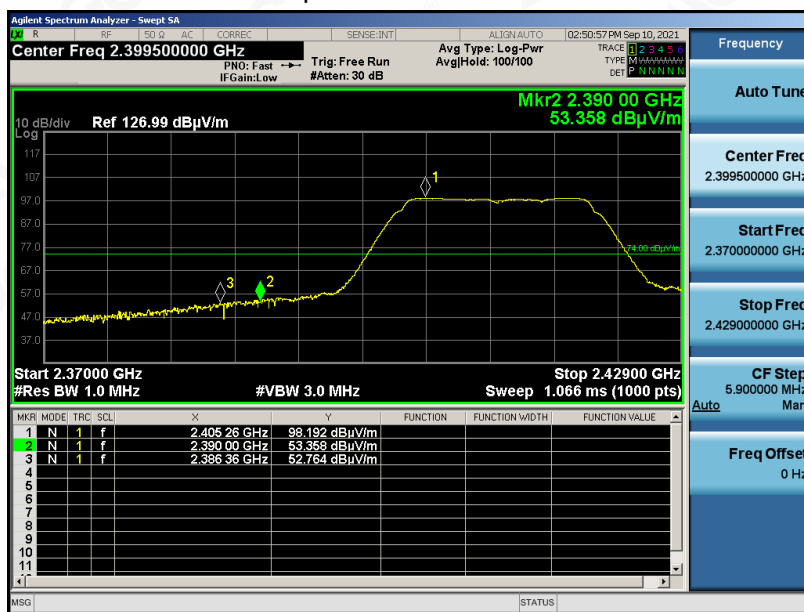 Agilent Spectrum Analyzer - Swept SA
LXI R RF 50 Ω AC CORREC SENSE:INT ALIGNAUTO 02:50:57 PM Sep 10, 2021
Center Freq 2.399500000 GHz
PNO: Fast
IFGain:Low
Trig: Free Run
#Atten: 30 dB
Avg Type: Log-Pwr
Avg|Hold: 100/100
TRACE 1 2 3 4 5 6
TYPE M
DET P N N N N N
Mkr2 2.390 00 GHz
53.358 dBµV/m
10 dB/div Ref 126.99 dBµV/m
Log
117
107
97.0
87.0
77.0
67.0
57.0
47.0
37.0
74.00 dBµV/m
1
3
2
Start 2.37000 GHz Stop 2.42900 GHz
#Res BW 1.0 MHz #VBW 3.0 MHz Sweep 1.066 ms (1000 pts)
MKR MODE TRC SCL X Y FUNCTION FUNCTION WIDTH FUNCTION VALUE
1 N 1 f 2.405 26 GHz 98.192 dBµV/m
2 N 1 f 2.390 00 GHz 53.358 dBµV/m
3 N 1 f 2.386 36 GHz 52.764 dBµV/m
4
5
6
7
8
9
10
11
MSG STATUS
Frequency
Auto Tune
Center Freq
2.399500000 GHz
Start Freq
2.370000000 GHz
Stop Freq
2.429000000 GHz
CF Step
5.900000 MHz
Auto Man
Freq Offset
0 Hz